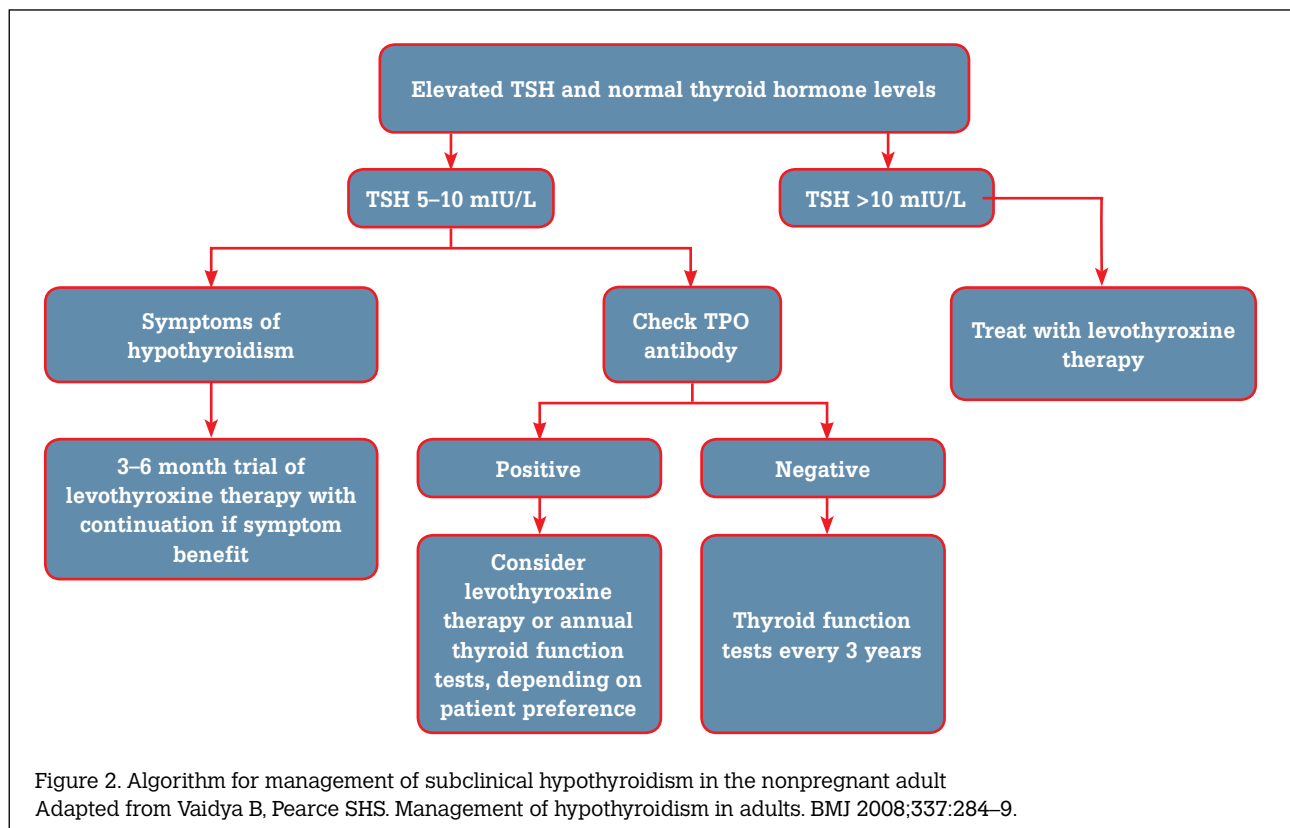 Elevated TSH and normal thyroid hormone levels
TSH 5–10 mIU/L
TSH >10 mIU/L
Symptoms of
hypothyroidism
Check TPO
antibody
Treat with levothyroxine
therapy
3–6 month trial of
levothyroxine therapy with
continuation if symptom
benefit
Positive
Negative
Consider
levothyroxine
therapy or annual
thyroid function
tests, depending on
patient preference
Thyroid function
tests every 3 years
Figure 2. Algorithm for management of subclinical hypothyroidism in the nonpregnant adult
Adapted from Vaidya B, Pearce SHS. Management of hypothyroidism in adults. BMJ 2008;337:284–9.